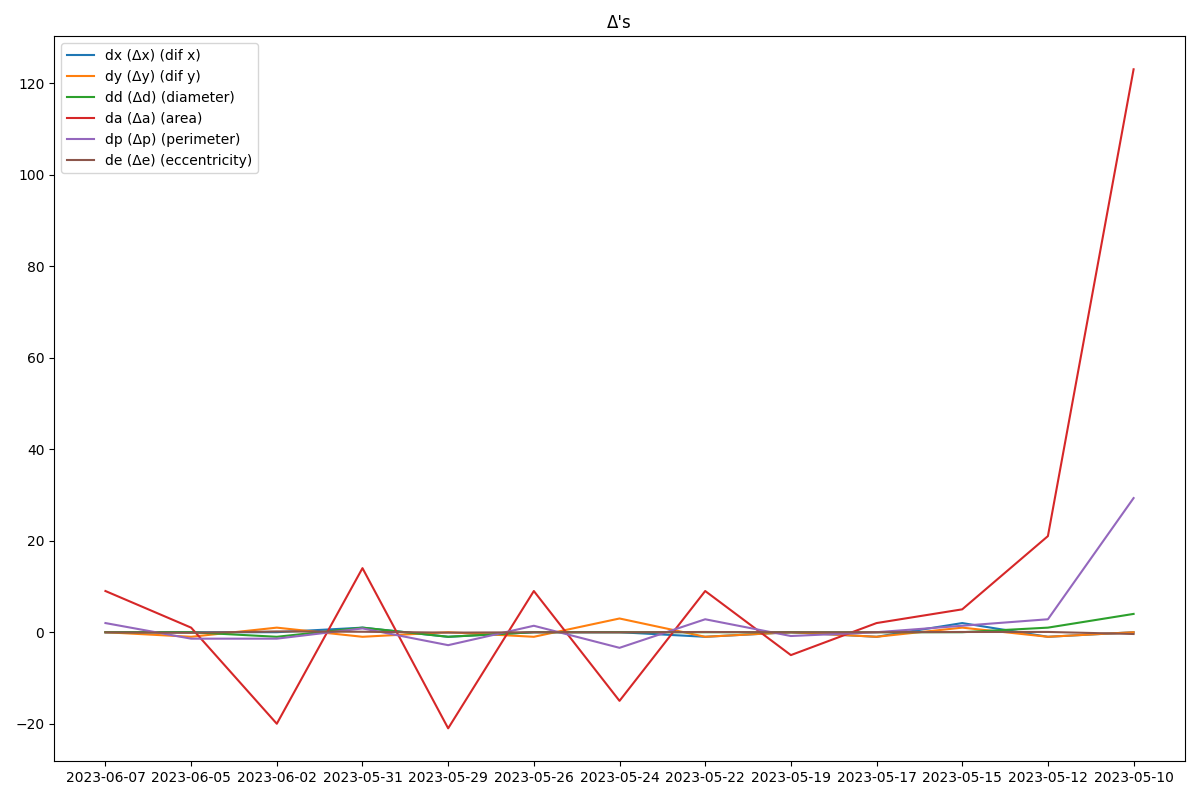 Δ's
dx (Δx) (dif x)
dy (Δy) (dif y)
dd (Δd) (diameter)
da (Δa) (area)
dp (Δp) (perimeter)
de (Δe) (eccentricity)
120
100
80
60
40
20
0
−20
2023-06-07 2023-06-05 2023-06-02 2023-05-31 2023-05-29 2023-05-26 2023-05-24 2023-05-22 2023-05-19 2023-05-17 2023-05-15 2023-05-12 2023-05-10